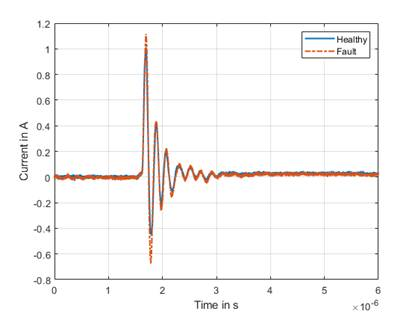 1.2
1
0.8
0.6
0.4
0.2
0
-0.2
-0.4
-0.6
-0.8
Current in A
Healthy
Fault
0 1 2 3 4 5 6
Time in s
×10⁻⁶